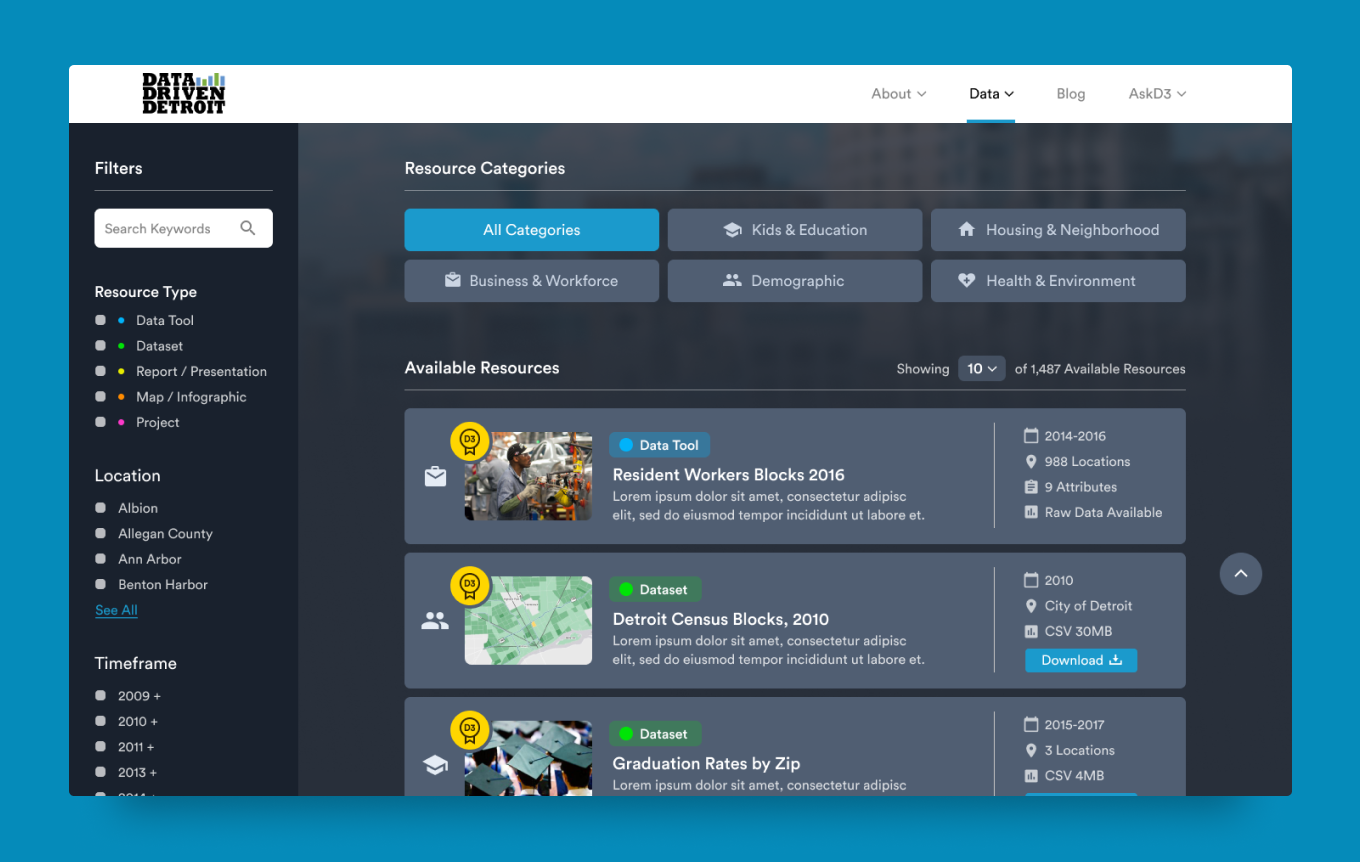 DATA
DRIVEN
DETROIT
About
Data
Blog
AskD3
Filters
Search Keywords
Resource Type
Data Tool
Dataset
Report / Presentation
Map / Infographic
Project
Location
Albion
Allegan County
Ann Arbor
Benton Harbor
See All
Timeframe
2009 +
2010 +
2011 +
2013 +
Resource Categories
All Categories
Kids & Education
Housing & Neighborhood
Business & Workforce
Demographic
Health & Environment
Available Resources
Showing 10 of 1,487 Available Resources
D3
Data Tool
Resident Workers Blocks 2016
Lorem ipsum dolor sit amet, consectetur adipisc
elit, sed do eiusmod tempor incididunt ut labore et.
2014-2016
988 Locations
9 Attributes
Raw Data Available
D3
Dataset
Detroit Census Blocks, 2010
Lorem ipsum dolor sit amet, consectetur adipisc
elit, sed do eiusmod tempor incididunt ut labore et.
2010
City of Detroit
CSV 30MB
Download
D3
Dataset
Graduation Rates by Zip
Lorem ipsum dolor sit amet, consectetur adipisc
2015-2017
3 Locations
CSV 4MB